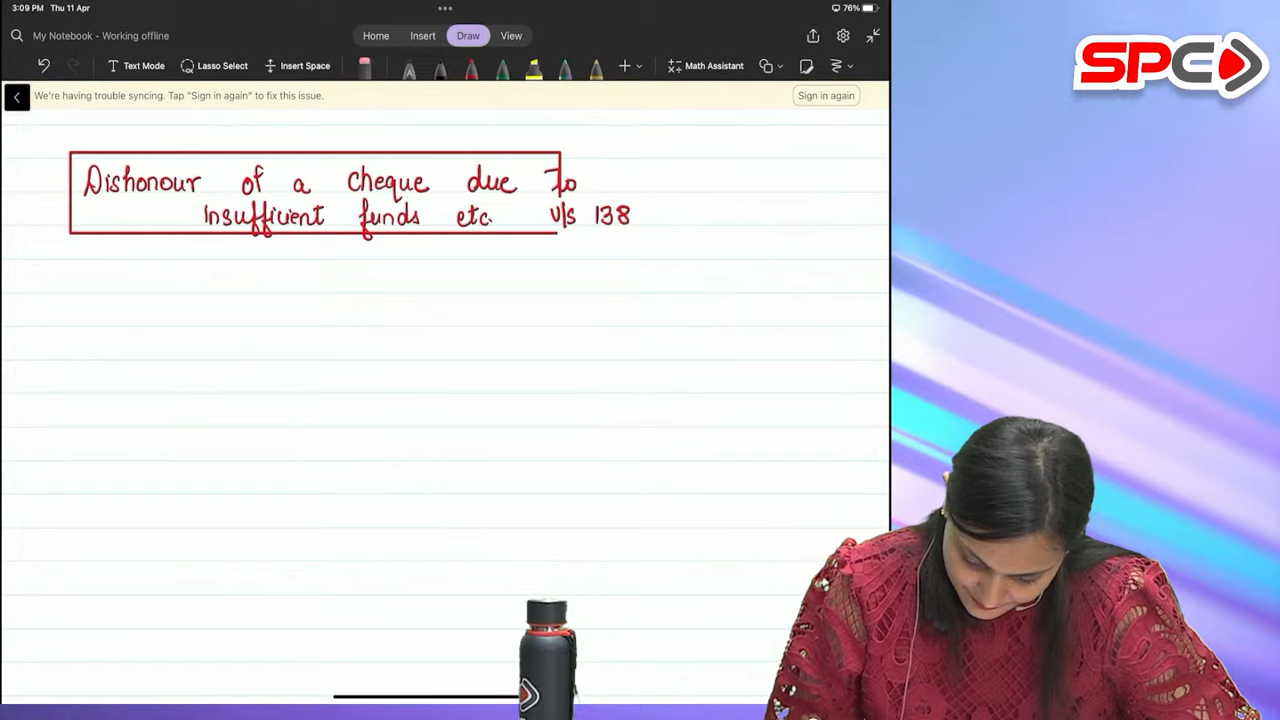 3:09 PM Thu 11 Apr
76%
My Notebook - Working offline
Home Insert Draw View
Text Mode Lasso Select Insert Space Math Assistant
We're having trouble syncing. Tap "Sign in again" to fix this issue.
Sign in again
SPC
Dishonour of a cheque due to
insufficient funds etc. u/s 138